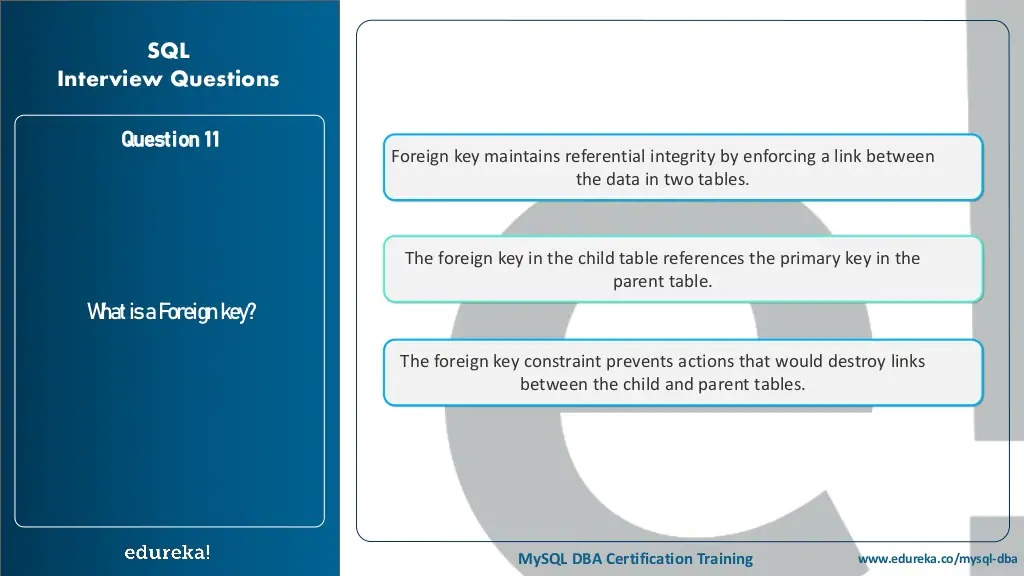 SQL
Interview Questions
Question 11
What is a Foreign key?
Foreign key maintains referential integrity by enforcing a link between
the data in two tables.
The foreign key in the child table references the primary key in the
parent table.
The foreign key constraint prevents actions that would destroy links
between the child and parent tables.
edureka!
MySQL DBA Certification Training
www.edureka.co/mysql-dba